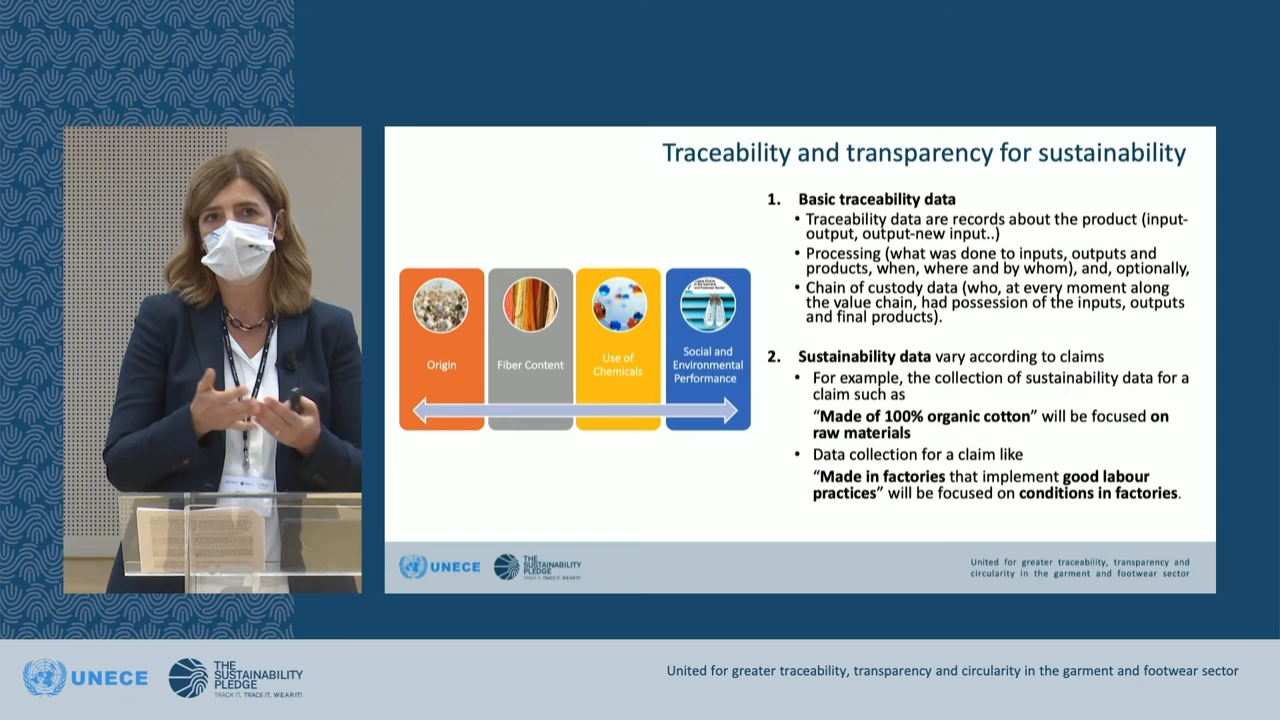 Traceability and transparency for sustainability
1. Basic traceability data
• Traceability data are records about the product (input-
output, output-new input..)
• Processing (what was done to inputs, outputs and
products, when, where and by whom), and, optionally,
• Chain of custody data (who, at every moment along
the value chain, had possession of the inputs, outputs
and final products).
Origin
Fiber Content
Use of
Chemicals
Social and
Environmental
Performance
2. Sustainability data vary according to claims
• For example, the collection of sustainability data for a
claim such as
“Made of 100% organic cotton” will be focused on
raw materials
• Data collection for a claim like
“Made in factories that implement good labour
practices” will be focused on conditions in factories.
UNECE
THE
SUSTAINABILITY
PLEDGE
TRACK IT, TRACE IT, WEAR IT!
United for greater traceability, transparency and
circularity in the garment and footwear sector
UNECE
THE
SUSTAINABILITY
PLEDGE
TRACK IT, TRACE IT, WEAR IT!
United for greater traceability, transparency and circularity in the garment and footwear sector